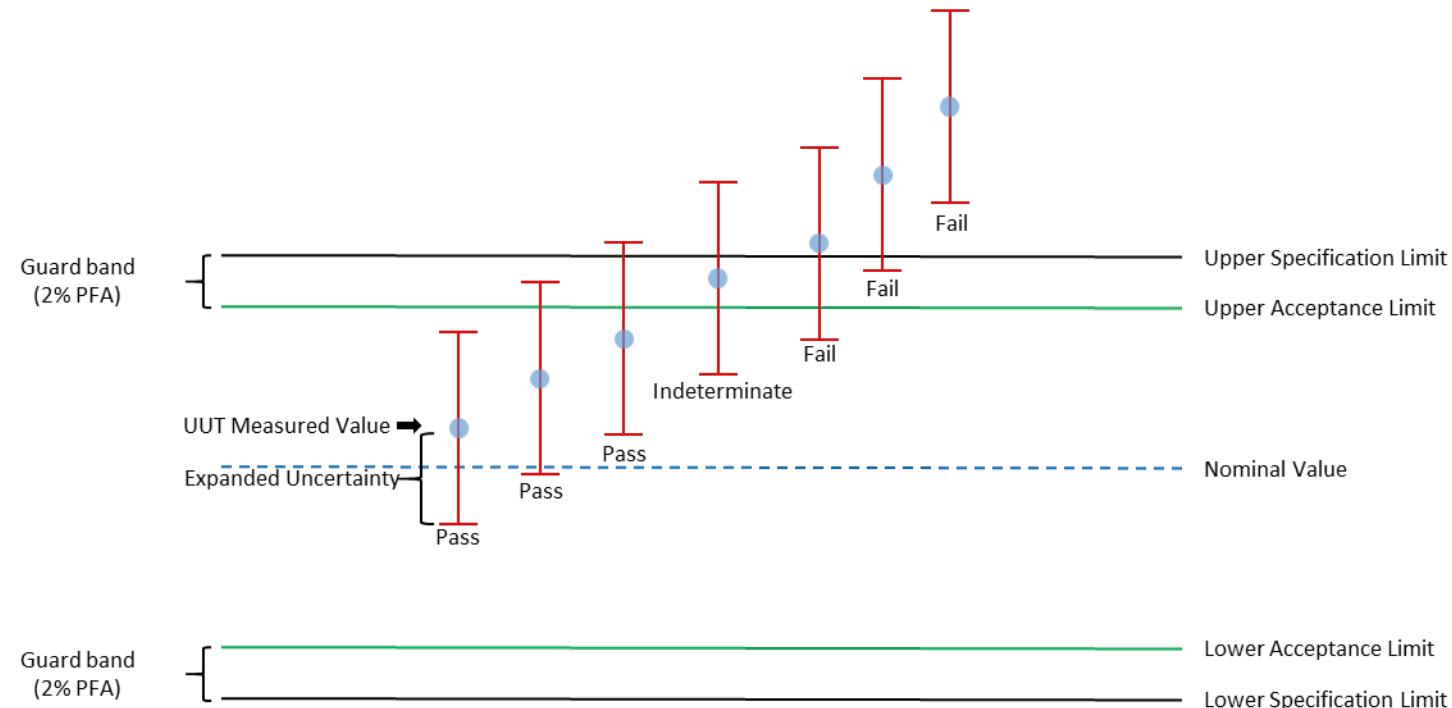 Fail
Guard band
(2% PFA)
Upper Specification Limit
Fail
Upper Acceptance Limit
Fail
Indeterminate
UUT Measured Value
Pass
Nominal Value
Expanded Uncertainty
Pass
Pass
Guard band
(2% PFA)
Lower Acceptance Limit
Lower Specification Limit